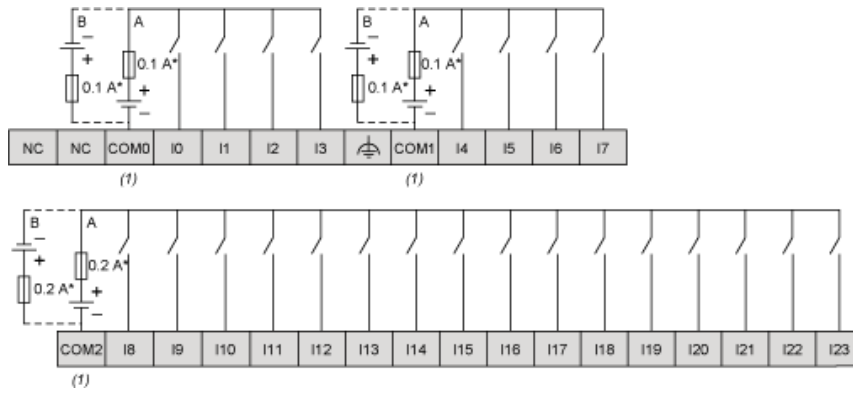 B A B A
− −
+ 0.1 A* + 0.1 A*
0.1 A* + 0.1 A* +
− −
NC NC COM0 I0 I1 I2 I3 COM1 I4 I5 I6 I7
(1) (1)
B A
−
+ 0.2 A*
0.2 A* +
−
COM2 I8 I9 I10 I11 I12 I13 I14 I15 I16 I17 I18 I19 I20 I21 I22 I23
(1)